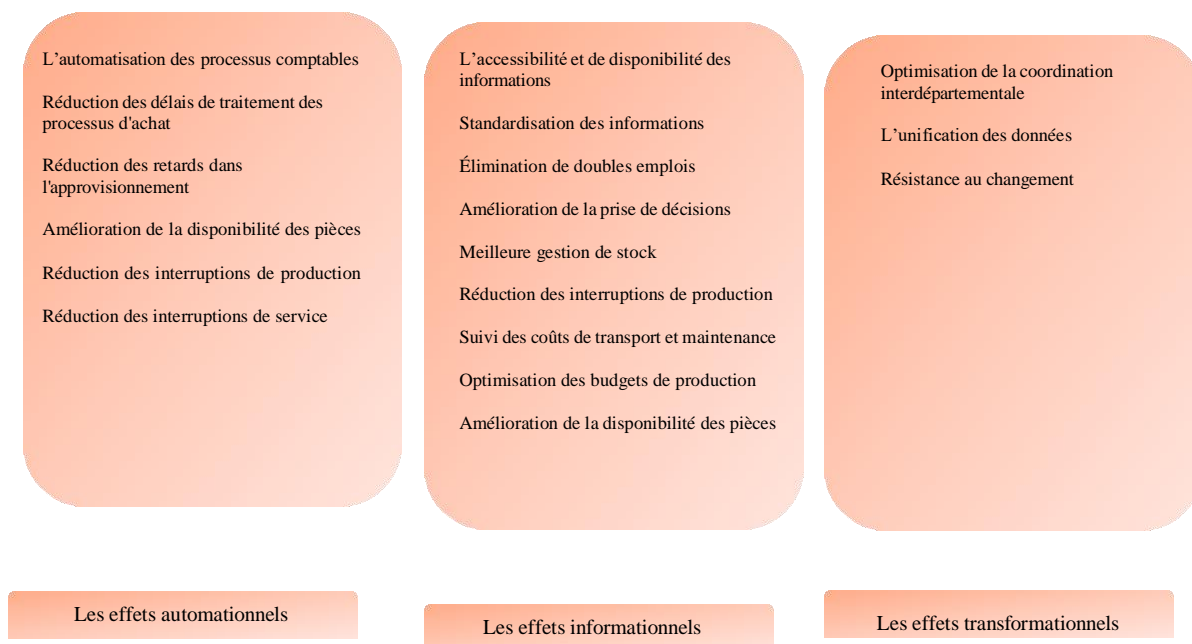 L’automatisation des processus comptables
Réduction des délais de traitement des
processus d'achat
Réduction des retards dans
l'approvisionnement
Amélioration de la disponibilité des pièces
Réduction des interruptions de production
Réduction des interruptions de service
L’accessibilité et de disponibilité des
informations
Standardisation des informations
Élimination de doubles emplois
Amélioration de la prise de décisions
Meilleure gestion de stock
Réduction des interruptions de production
Suivi des coûts de transport et maintenance
Optimisation des budgets de production
Amélioration de la disponibilité des pièces
Optimisation de la coordination
interdépartementale
L’unification des données
Résistance au changement
Les effets automationnels
Les effets informationnels
Les effets transformationnels